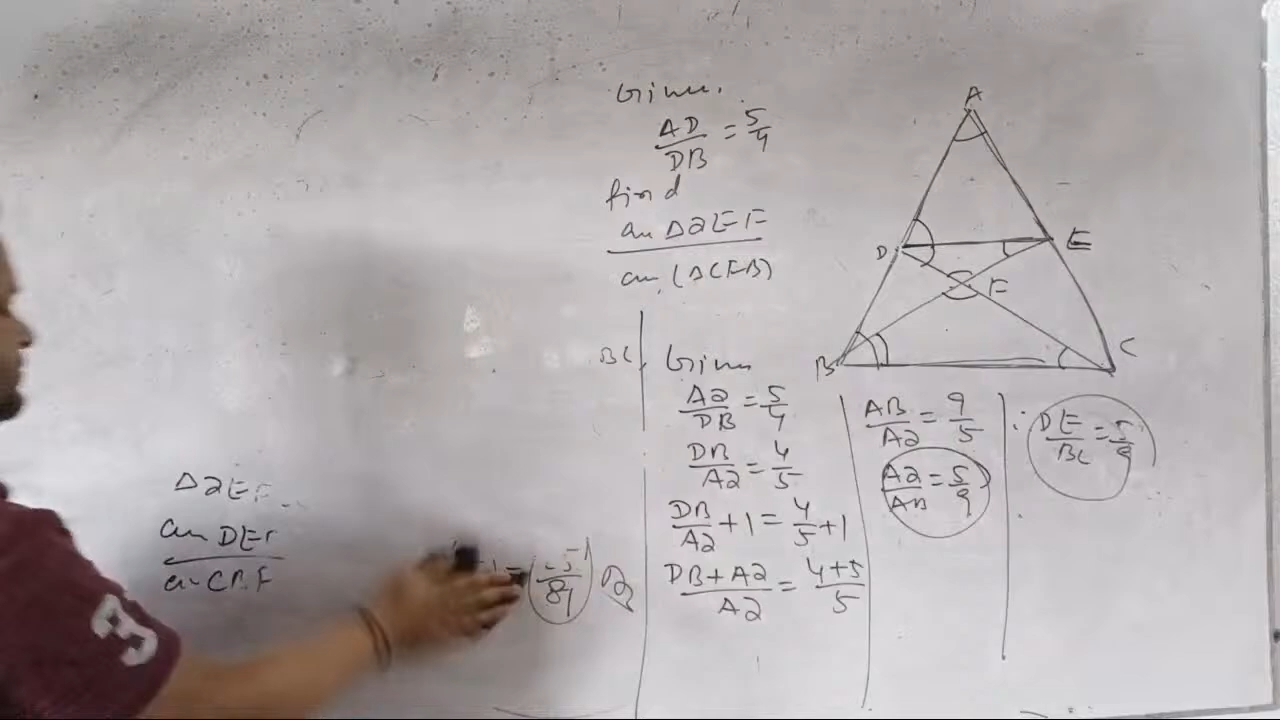 Given.
AD/DB = 5/4
find
ar ΔDEF
ar (ΔCFB)
A
D E
F
B C
BC
Given
AD/DB = 5/4
DB/AD = 4/5
DB/AD + 1 = 4/5 + 1
DB + AD/AD = 4+5/5
AB/AD = 9/5
AD/AB = 5/9
∴ DE/BC = 5/9
ΔDEF
ar DEF
ar CBF
81
3